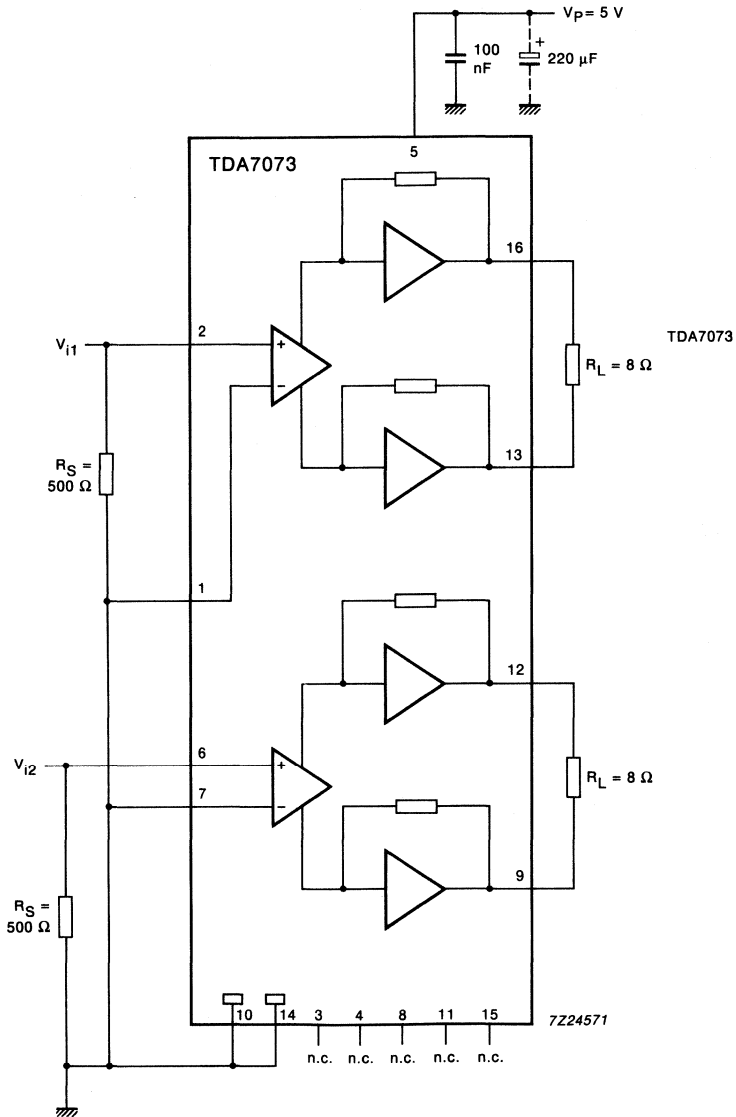 V_P = 5 V
100 nF
+
220 µF
TDA7073
5
16
2
V_i1
+
−
TDA7073
R_L = 8 Ω
13
R_S = 500 Ω
1
12
6
V_i2
+
7
−
R_L = 8 Ω
9
R_S = 500 Ω
10
14
3
4
8
11
15
7Z24571
n.c.
n.c.
n.c.
n.c.
n.c.